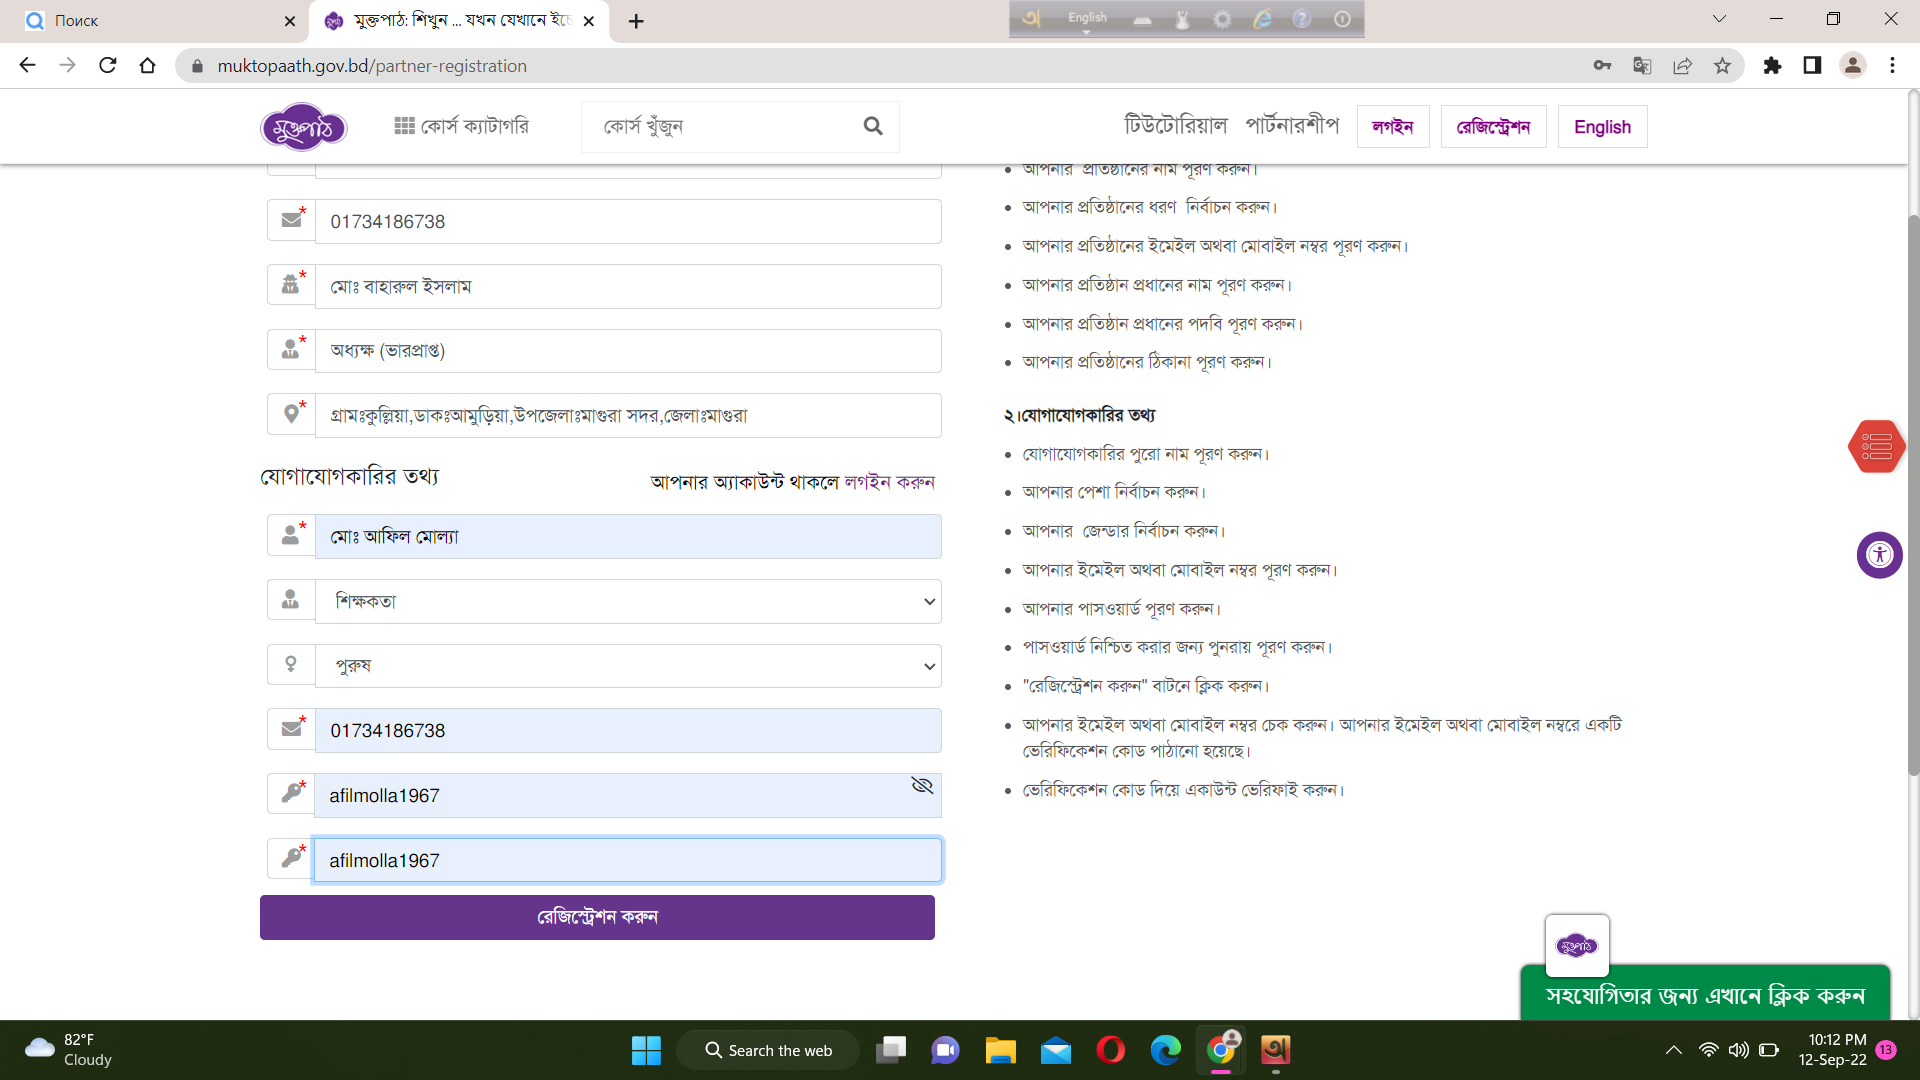 Поиск
মুক্তপাঠ: শিখুন ... যখন যেখানে ইচ্ছে
English
muktopaath.gov.bd/partner-registration
মুক্তপাঠ
কোর্স ক্যাটাগরি
কোর্স খুঁজুন
টিউটোরিয়াল
পার্টনারশীপ
লগইন
রেজিস্ট্রেশন
English
01734186738
মোঃ বাহারুল ইসলাম
অধ্যক্ষ (ভারপ্রাপ্ত)
গ্রামঃকুল্লিয়া,ডাকঃআমুড়িয়া,উপজেলাঃমাগুরা সদর,জেলাঃমাগুরা
যোগাযোগকারির তথ্য
আপনার অ্যাকাউন্ট থাকলে লগইন করুন
মোঃ আফিল মোল্যা
শিক্ষকতা
পুরুষ
01734186738
afilmolla1967
afilmolla1967
রেজিস্ট্রেশন করুন
আপনার প্রতিষ্ঠানের নাম পূরণ করুন।
আপনার প্রতিষ্ঠানের ধরণ নির্বাচন করুন।
আপনার প্রতিষ্ঠানের ইমেইল অথবা মোবাইল নম্বর পূরণ করুন।
আপনার প্রতিষ্ঠান প্রধানের নাম পূরণ করুন।
আপনার প্রতিষ্ঠান প্রধানের পদবি পূরণ করুন।
আপনার প্রতিষ্ঠানের ঠিকানা পূরণ করুন।
২।যোগাযোগকারির তথ্য
যোগাযোগকারির পুরো নাম পূরণ করুন।
আপনার পেশা নির্বাচন করুন।
আপনার জেন্ডার নির্বাচন করুন।
আপনার ইমেইল অথবা মোবাইল নম্বর পূরণ করুন।
আপনার পাসওয়ার্ড পূরণ করুন।
পাসওয়ার্ড নিশ্চিত করার জন্য পুনরায় পূরণ করুন।
"রেজিস্ট্রেশন করুন" বাটনে ক্লিক করুন।
আপনার ইমেইল অথবা মোবাইল নম্বর চেক করুন। আপনার ইমেইল অথবা মোবাইল নম্বরে একটি
ভেরিফিকেশন কোড পাঠানো হয়েছে।
ভেরিফিকেশন কোড দিয়ে একাউন্ট ভেরিফাই করুন।
মুক্তপাঠ
সহযোগিতার জন্য এখানে ক্লিক করুন
82°F
Cloudy
Search the web
অ
10:12 PM
12-Sep-22
13